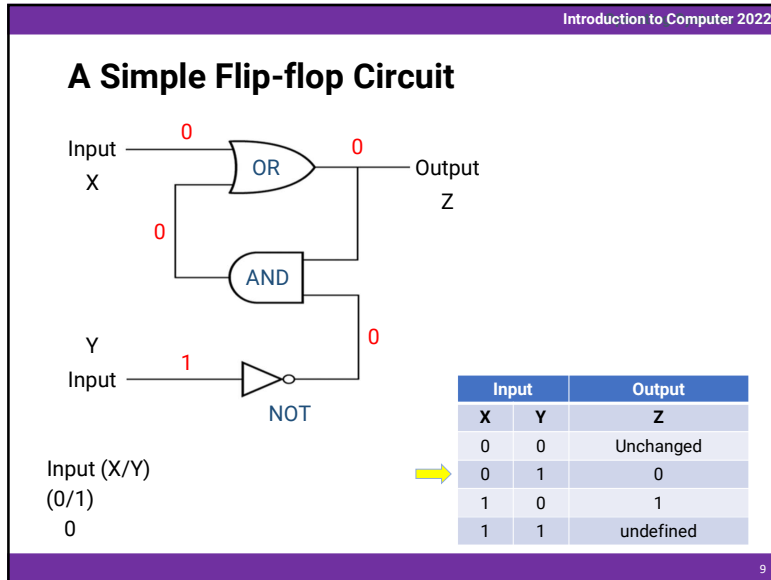 Introduction to Computer 2022
A Simple Flip-flop Circuit
Input
X
0
OR
0
Output
Z
0
AND
0
Y
Input
1
NOT
Input (X/Y)
(0/1)
0
Input Output
X Y Z
0 0 Unchanged
0 1 0
1 0 1
1 1 undefined
9